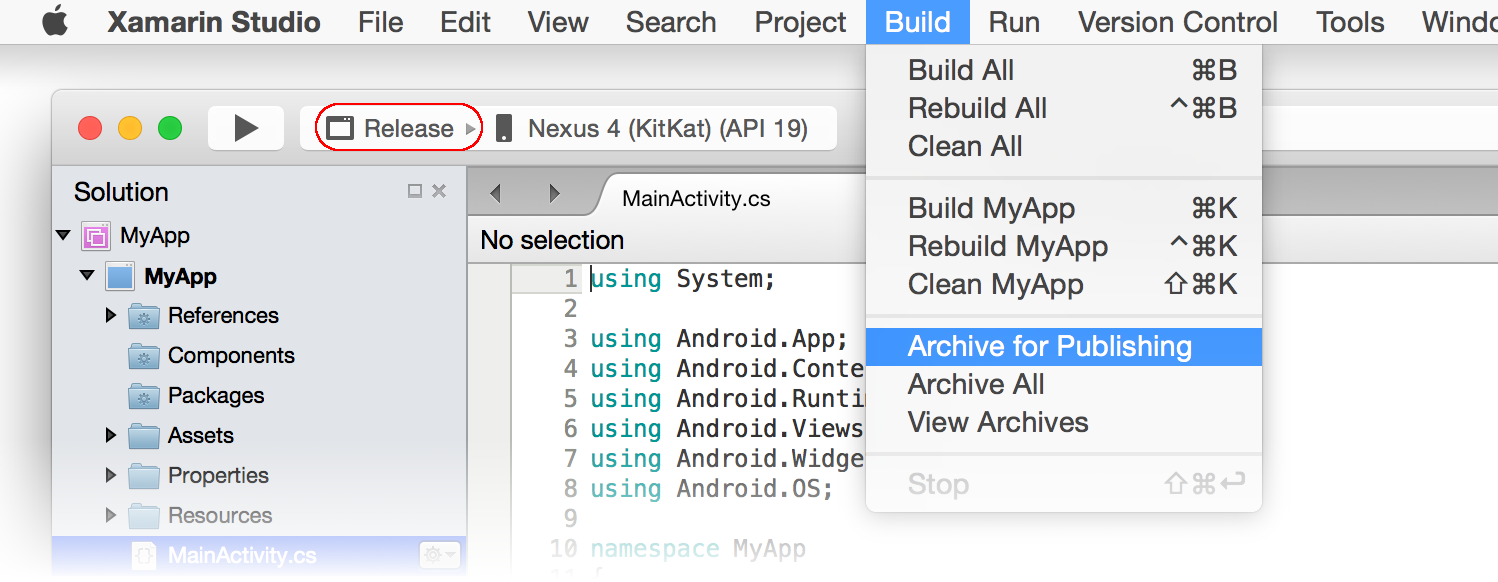 Xamarin Studio File Edit View Search Project Build Run Version Control Tools Windo
Build All ⌘B
Rebuild All ^⌘B
Clean All
Build MyApp ⌘K
Rebuild MyApp ^⌘K
Clean MyApp ⇧⌘K
Archive for Publishing
Archive All
View Archives
Stop ⇧⌘↩
Release Nexus 4 (KitKat) (API 19)
Solution
MyApp
MyApp
References
Components
Packages
Assets
Properties
Resources
MainActivity.cs
MainActivity.cs
No selection
1 using System;
2
3 using Android.App;
4 using Android.Conte
5 using Android.Runti
6 using Android.Views
7 using Android.Widge
8 using Android.OS;
9
10 namespace MyApp
11 {